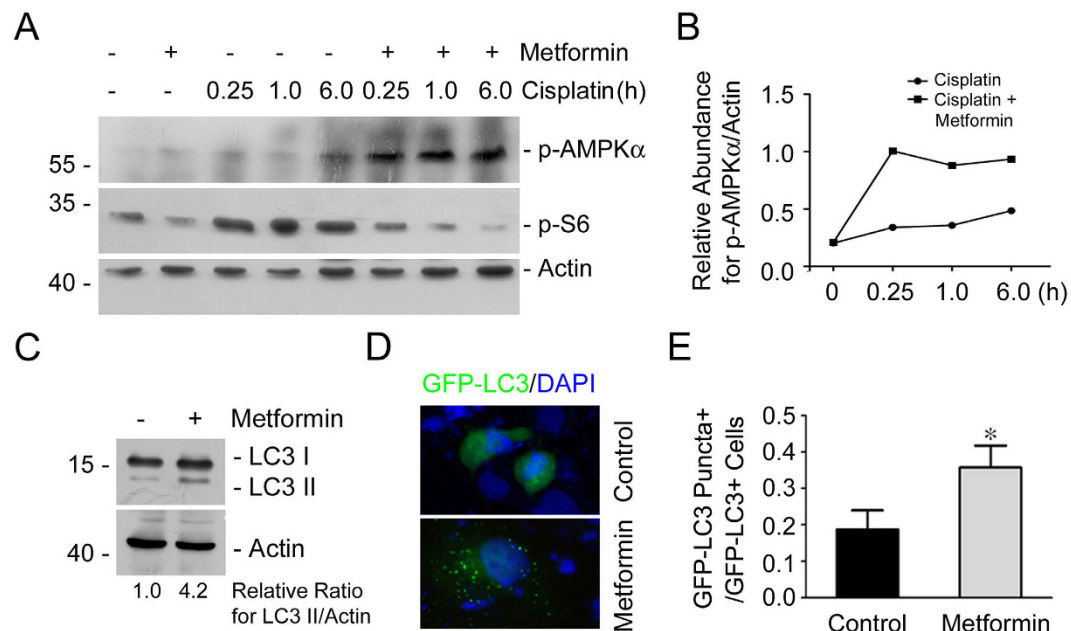 A
- + - - - + + + Metformin
- - 0.25 1.0 6.0 0.25 1.0 6.0 Cisplatin (h)
55 - - p-AMPKα
35 -
- p-S6
- Actin
40 -
B
Cisplatin
Cisplatin +
Metformin
Relative Abundance
for p-AMPKα/Actin
1.5
1.0
0.5
0.0
0 0.25 1.0 6.0 (h)
C
- + Metformin
15 - - LC3 I
- LC3 II
40 - - Actin
1.0 4.2 Relative Ratio
for LC3 II/Actin
D
GFP-LC3/DAPI
Control
Metformin
E
GFP-LC3 Puncta+
/GFP-LC3+ Cells
0.5
0.4
0.3
0.2
0.1
0.0
*
Control Metformin